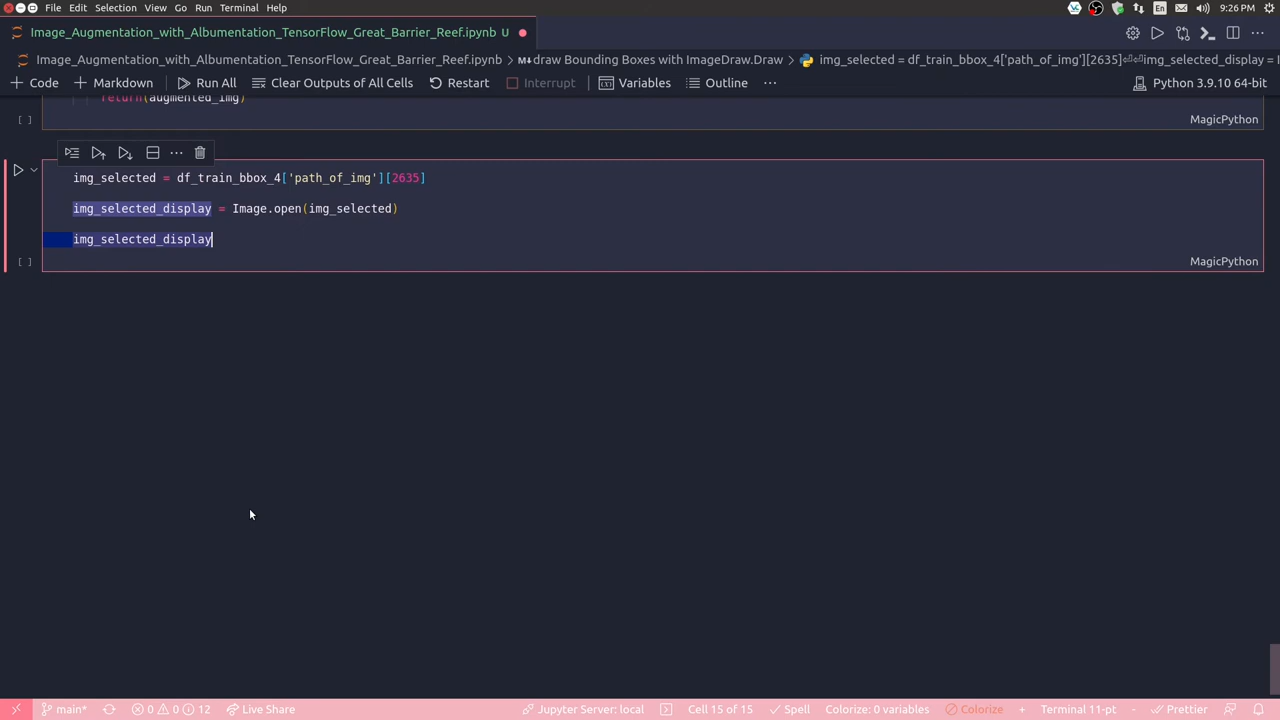 File Edit Selection View Go Run Terminal Help
En 9:26 PM
Image_Augmentation_with_Albumentation_TensorFlow_Great_Barrier_Reef.ipynb U
Image_Augmentation_with_Albumentation_TensorFlow_Great_Barrier_Reef.ipynb > M↓draw Bounding Boxes with ImageDraw.Draw > img_selected = df_train_bbox_4['path_of_img'][2635]⏎⏎img_selected_display = I
+ Code + Markdown Run All Clear Outputs of All Cells Restart Interrupt Variables Outline ... Python 3.9.10 64-bit
return(augmented_img)
[ ] MagicPython
img_selected = df_train_bbox_4['path_of_img'][2635]
img_selected_display = Image.open(img_selected)
img_selected_display
[ ] MagicPython
main* 0 0 12 Live Share Jupyter Server: local Cell 15 of 15 Spell Colorize: 0 variables Colorize + Terminal 11-pt - Prettier